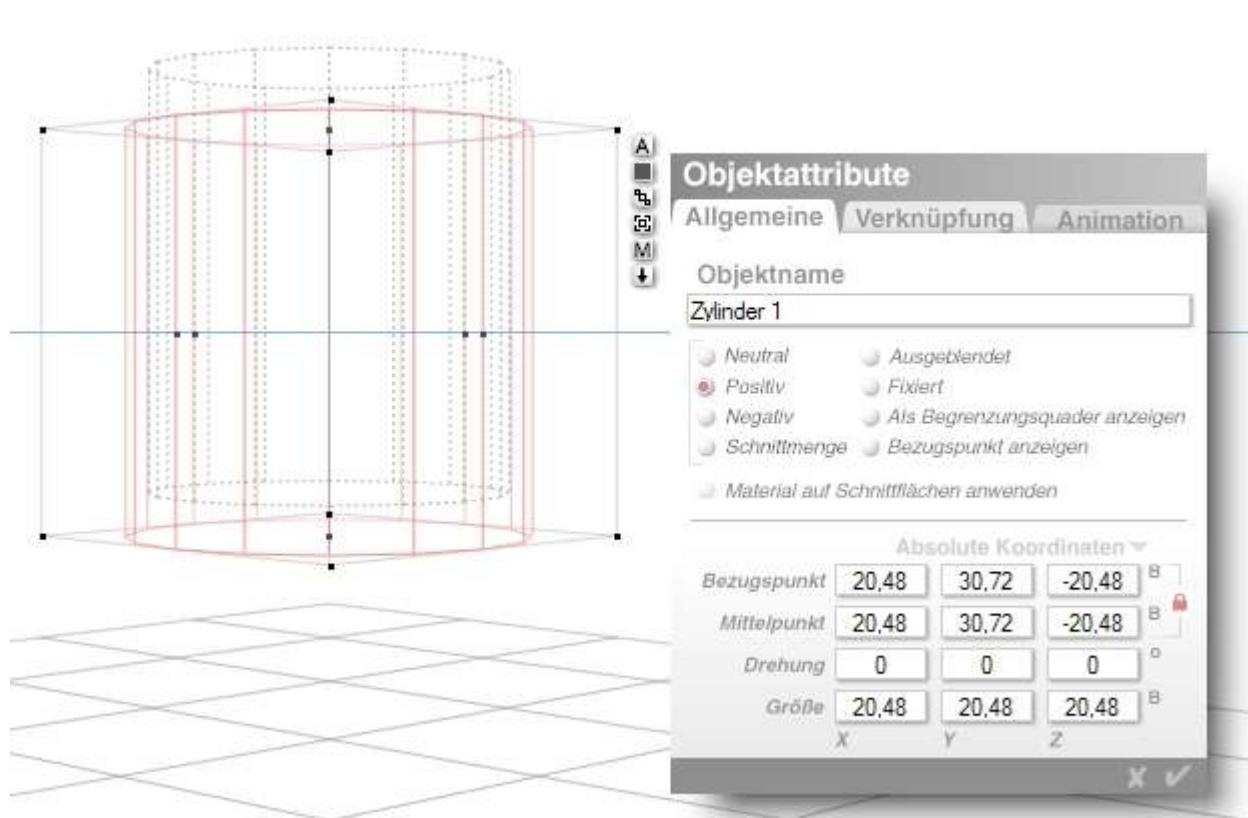 A
M
Objektattribute
Allgemeine Verknüpfung Animation
Objektname
Zylinder 1
Neutral Ausgeblendet
Positiv Fixiert
Negativ Als Begrenzungsquader anzeigen
Schnittmenge Bezugspunkt anzeigen
Material auf Schnittflächen anwenden
Absolute Koordinaten
Bezugspunkt 20,48 30,72 -20,48 B
Mittelpunkt 20,48 30,72 -20,48 B
Drehung 0 0 0 °
Größe 20,48 20,48 20,48 B
X Y Z